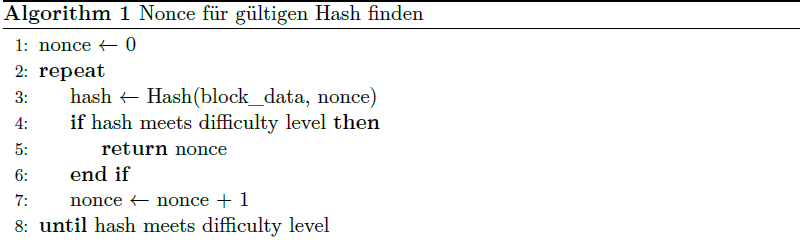 Algorithm 1 Nonce für gültigen Hash finden
1: nonce ← 0
2: repeat
3: hash ← Hash(block_data, nonce)
4: if hash meets difficulty level then
5: return nonce
6: end if
7: nonce ← nonce + 1
8: until hash meets difficulty level